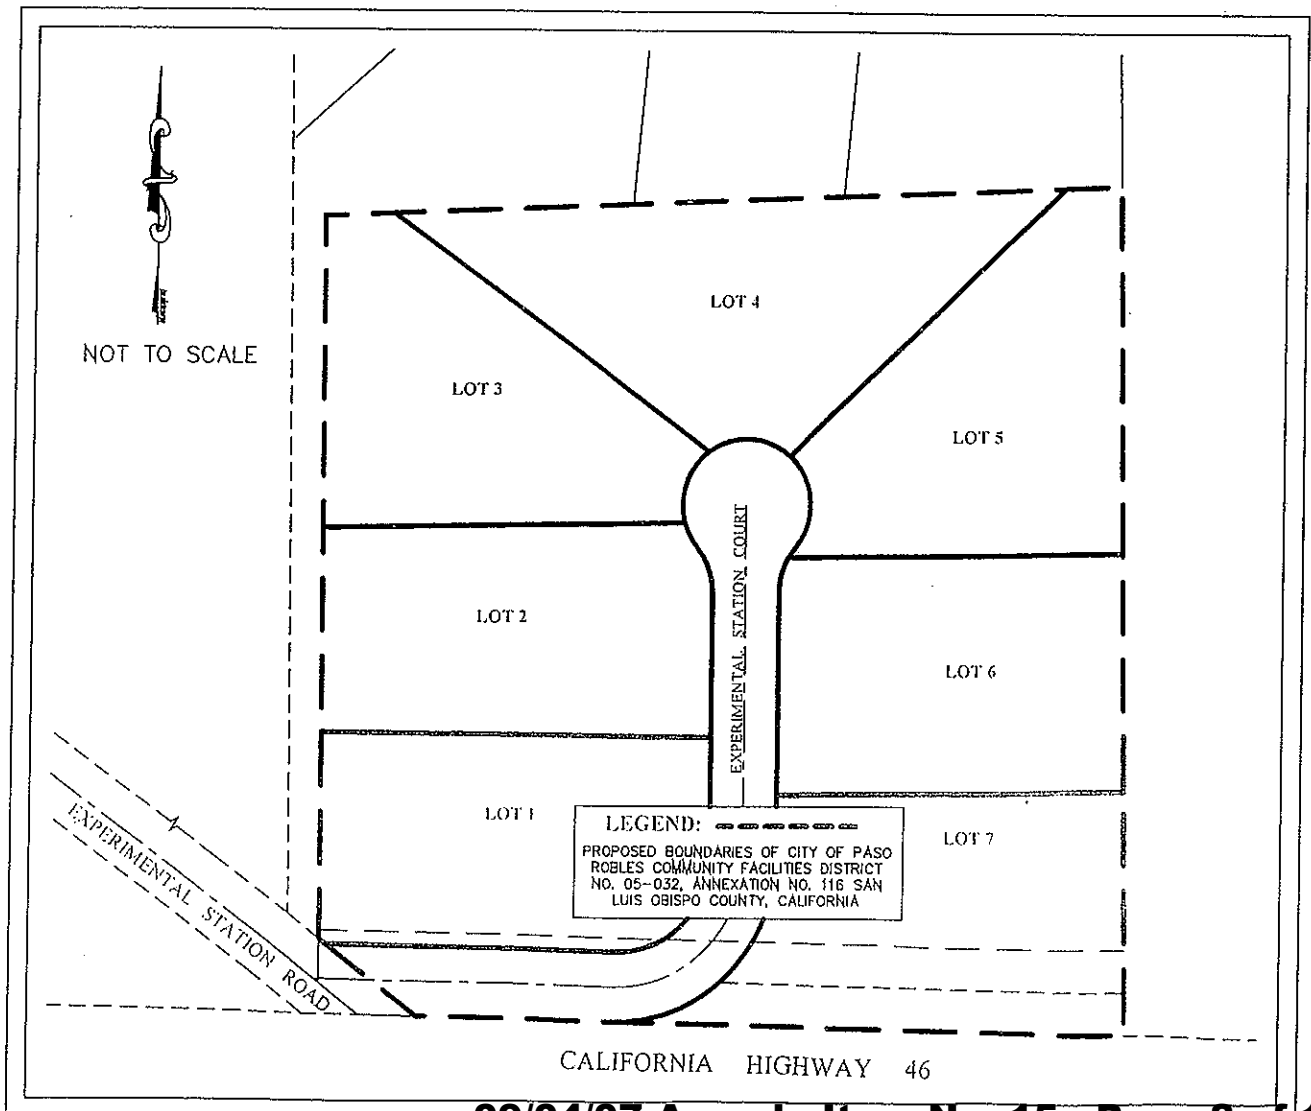 NOT TO SCALE
LOT 4
LOT 3
LOT 5
EXPERIMENTAL STATION COURT
LOT 2
LOT 6
LOT 1
LOT 7
LEGEND:
PROPOSED BOUNDARIES OF CITY OF PASO
ROBLES COMMUNITY FACILITIES DISTRICT
NO. 05-032, ANNEXATION NO. 116 SAN
LUIS OBISPO COUNTY, CALIFORNIA
EXPERIMENTAL STATION ROAD
CALIFORNIA HIGHWAY 46